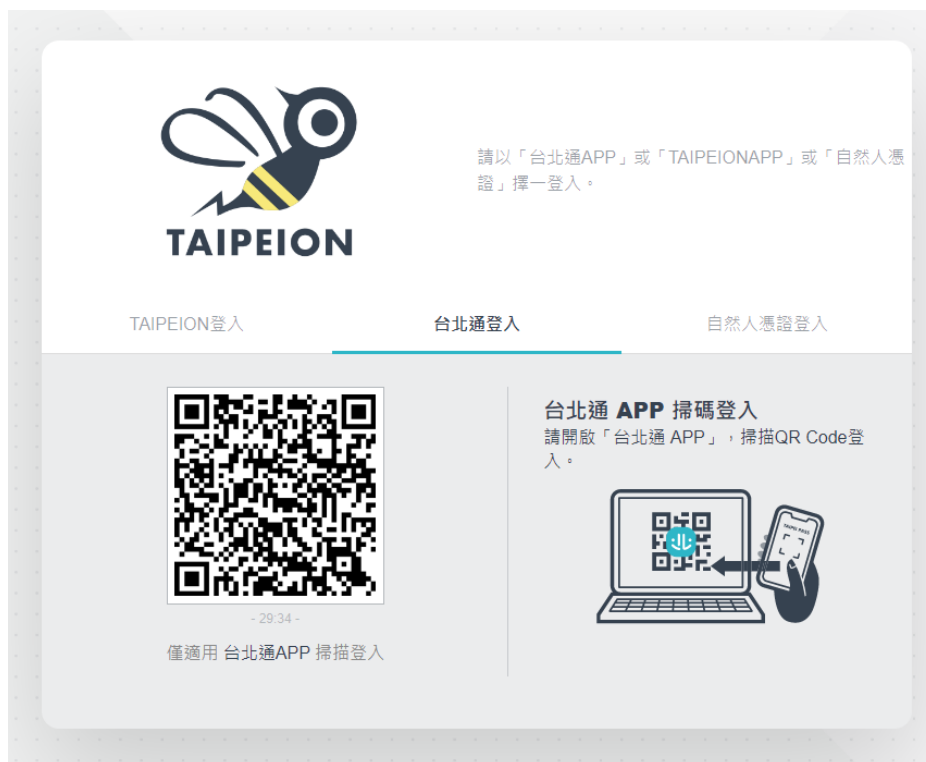 TAIPEION
請以「台北通APP」或「TAIPEIONAPP」或「自然人憑
證」擇一登入。
TAIPEION登入
台北通登入
自然人憑證登入
- 29:34 -
僅適用 台北通APP 掃描登入
台北通 APP 掃碼登入
請開啟「台北通 APP」，掃描QR Code登
入。
TAIPEI PASS